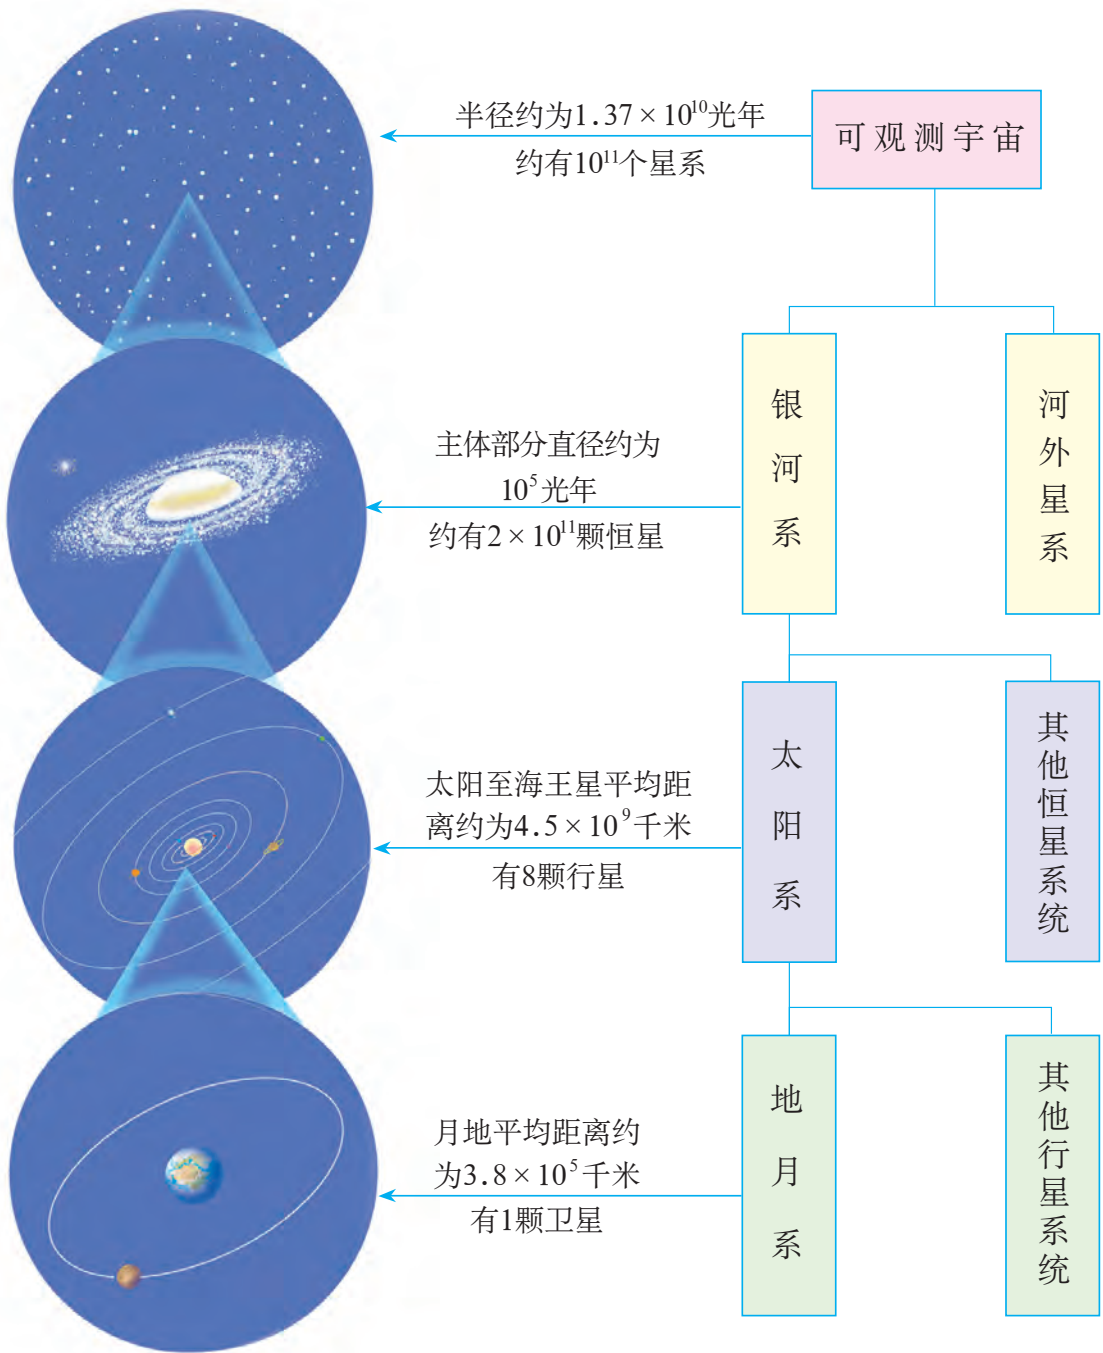 半径约为1.37×10¹⁰光年
约有10¹¹个星系
可观测宇宙
银河系
河外星系
主体部分直径约为
10⁵光年
约有2×10¹¹颗恒星
太阳系
其他恒星系统
太阳至海王星平均距
离约为4.5×10⁹千米
有8颗行星
地月系
其他行星系统
月地平均距离约
为3.8×10⁵千米
有1颗卫星